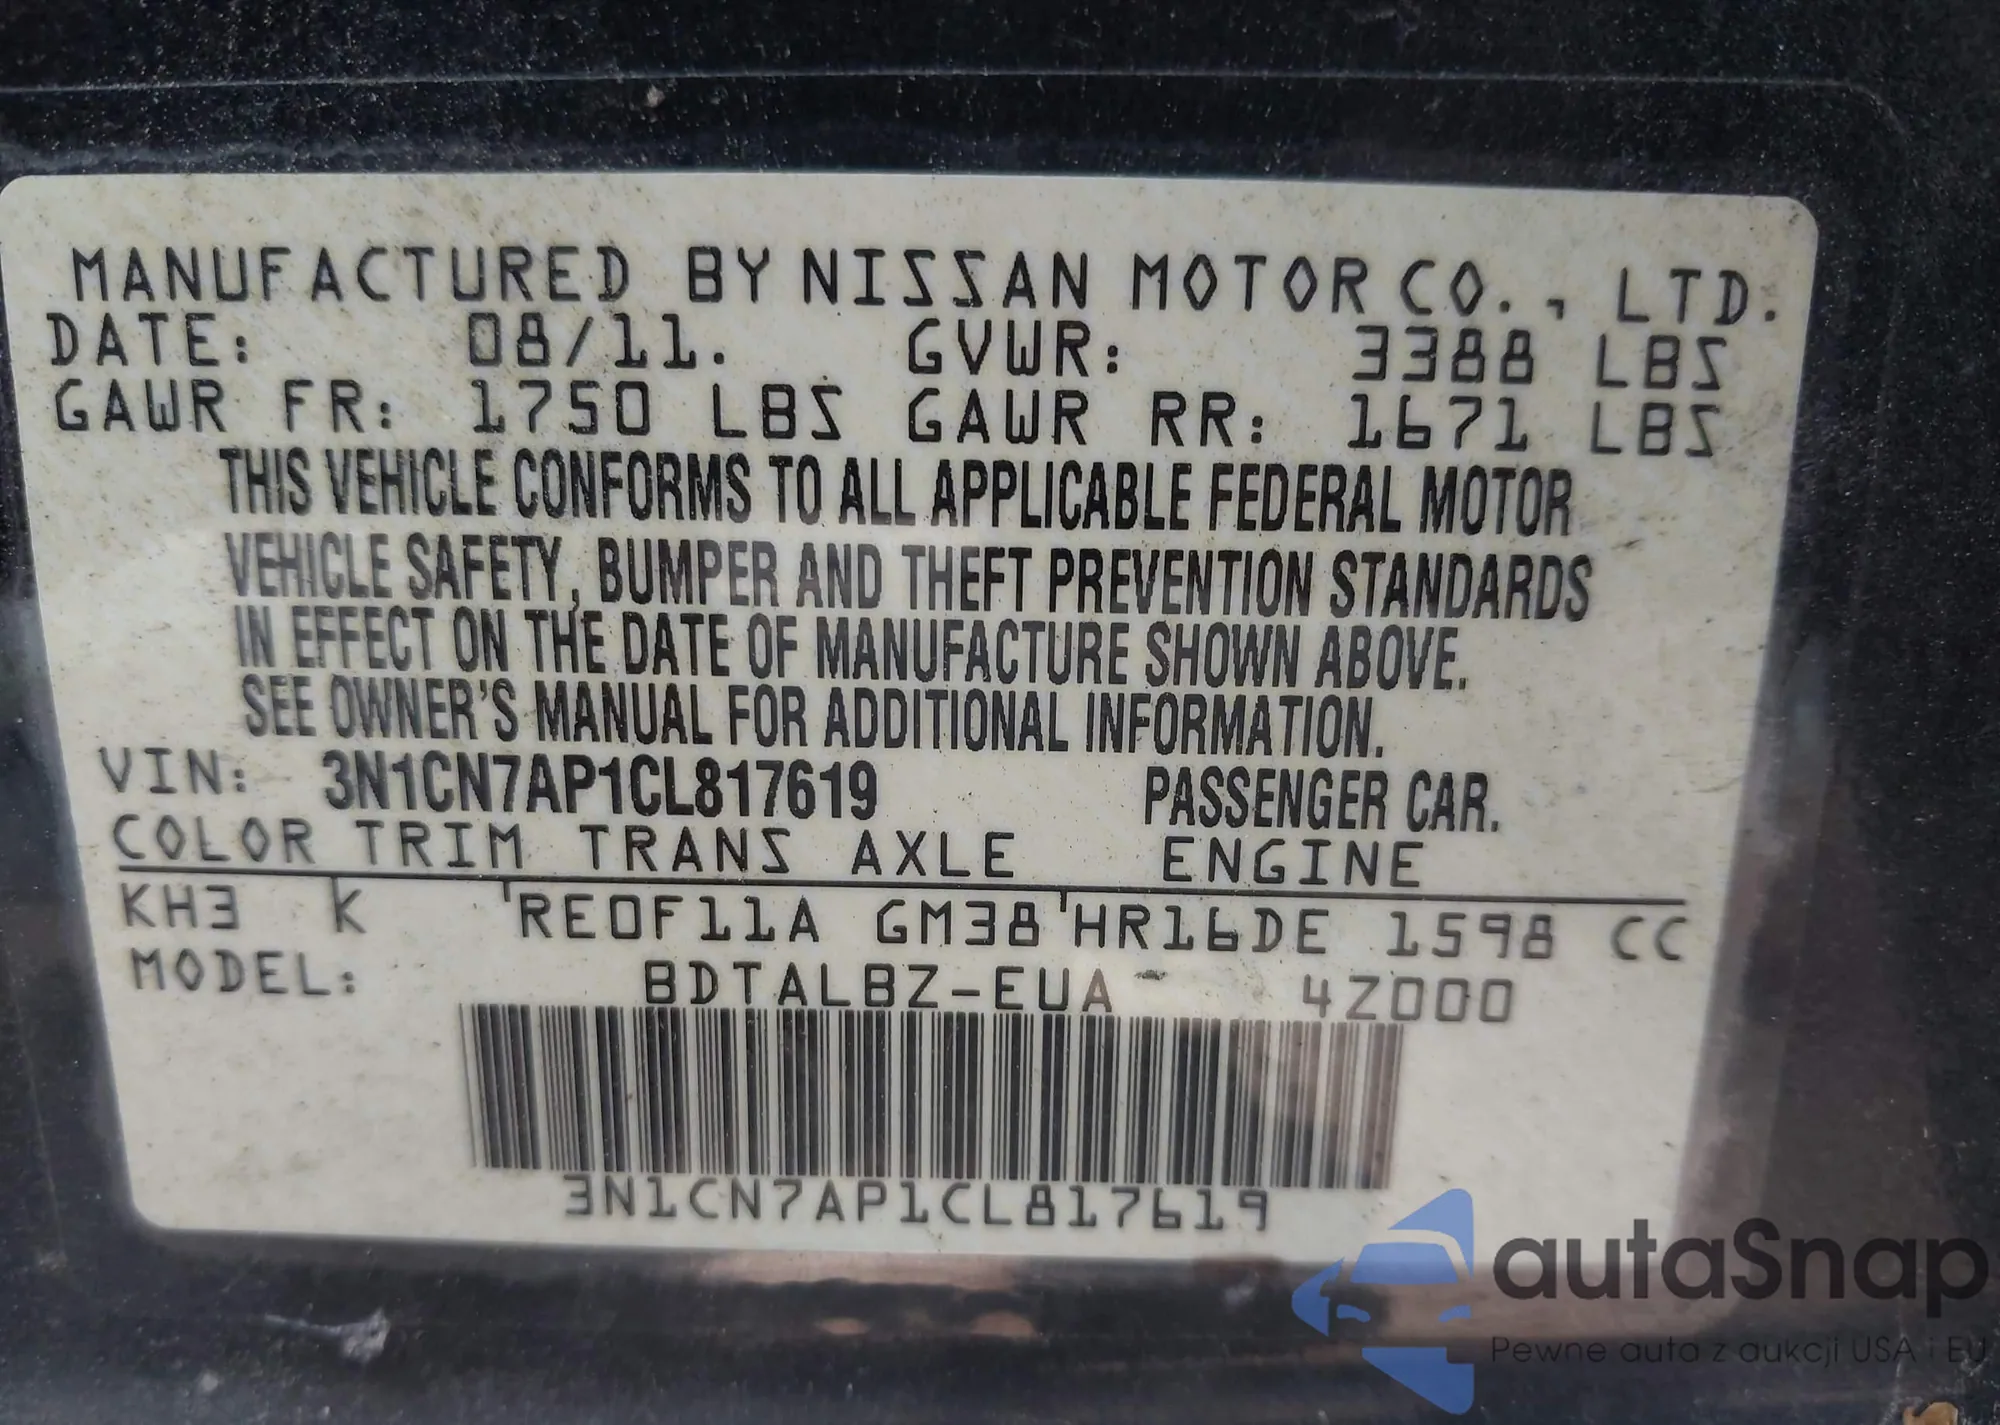 MANUFACTURED BY NISSAN MOTOR CO., LTD.
DATE: 08/11. GVWR: 3388 LBS
GAWR FR: 1750 LBS GAWR RR: 1671 LBS
THIS VEHICLE CONFORMS TO ALL APPLICABLE FEDERAL MOTOR
VEHICLE SAFETY, BUMPER AND THEFT PREVENTION STANDARDS
IN EFFECT ON THE DATE OF MANUFACTURE SHOWN ABOVE.
SEE OWNER'S MANUAL FOR ADDITIONAL INFORMATION.
VIN: 3N1CN7AP1CL817619 PASSENGER CAR.
COLOR TRIM TRANS AXLE ENGINE
KH3 K 'RE0F11A GM38 'HR16DE 1598 CC
MODEL: BDTALBZ-EUA 4Z000
3N1CN7AP1CL817619
autaSnap
Pewne auta z aukcji USA i EU